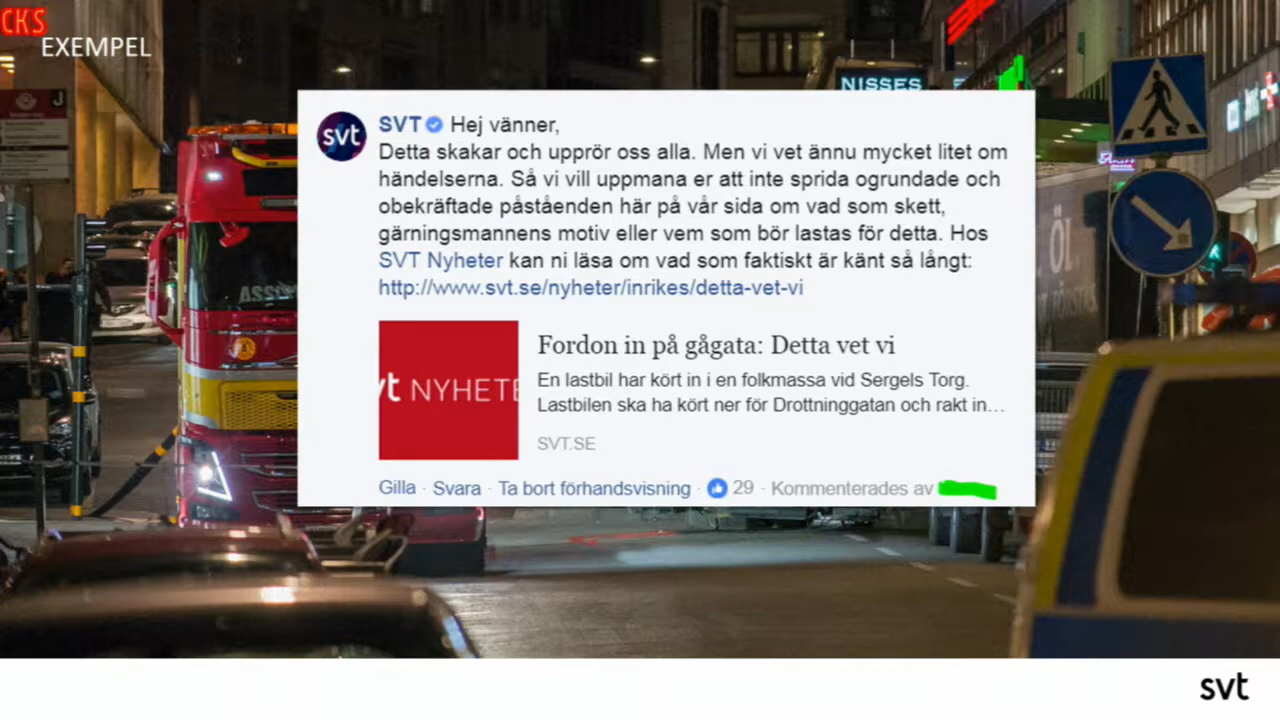 CKS
EXEMPEL
J
NISSES
ASSO
ÖL
svt
SVT Hej vänner,
Detta skakar och upprör oss alla. Men vi vet ännu mycket litet om
händelserna. Så vi vill uppmana er att inte sprida ogrundade och
obekräftade påståenden här på vår sida om vad som skett,
gärningsmannens motiv eller vem som bör lastas för detta. Hos
SVT Nyheter kan ni läsa om vad som faktiskt är känt så långt:
http://www.svt.se/nyheter/inrikes/detta-vet-vi
vt NYHETE
Fordon in på gågata: Detta vet vi
En lastbil har kört in i en folkmassa vid Sergels Torg.
Lastbilen ska ha kört ner för Drottninggatan och rakt in…
SVT.SE
Gilla · Svara · Ta bort förhandsvisning · 29 · Kommenterades av
svt